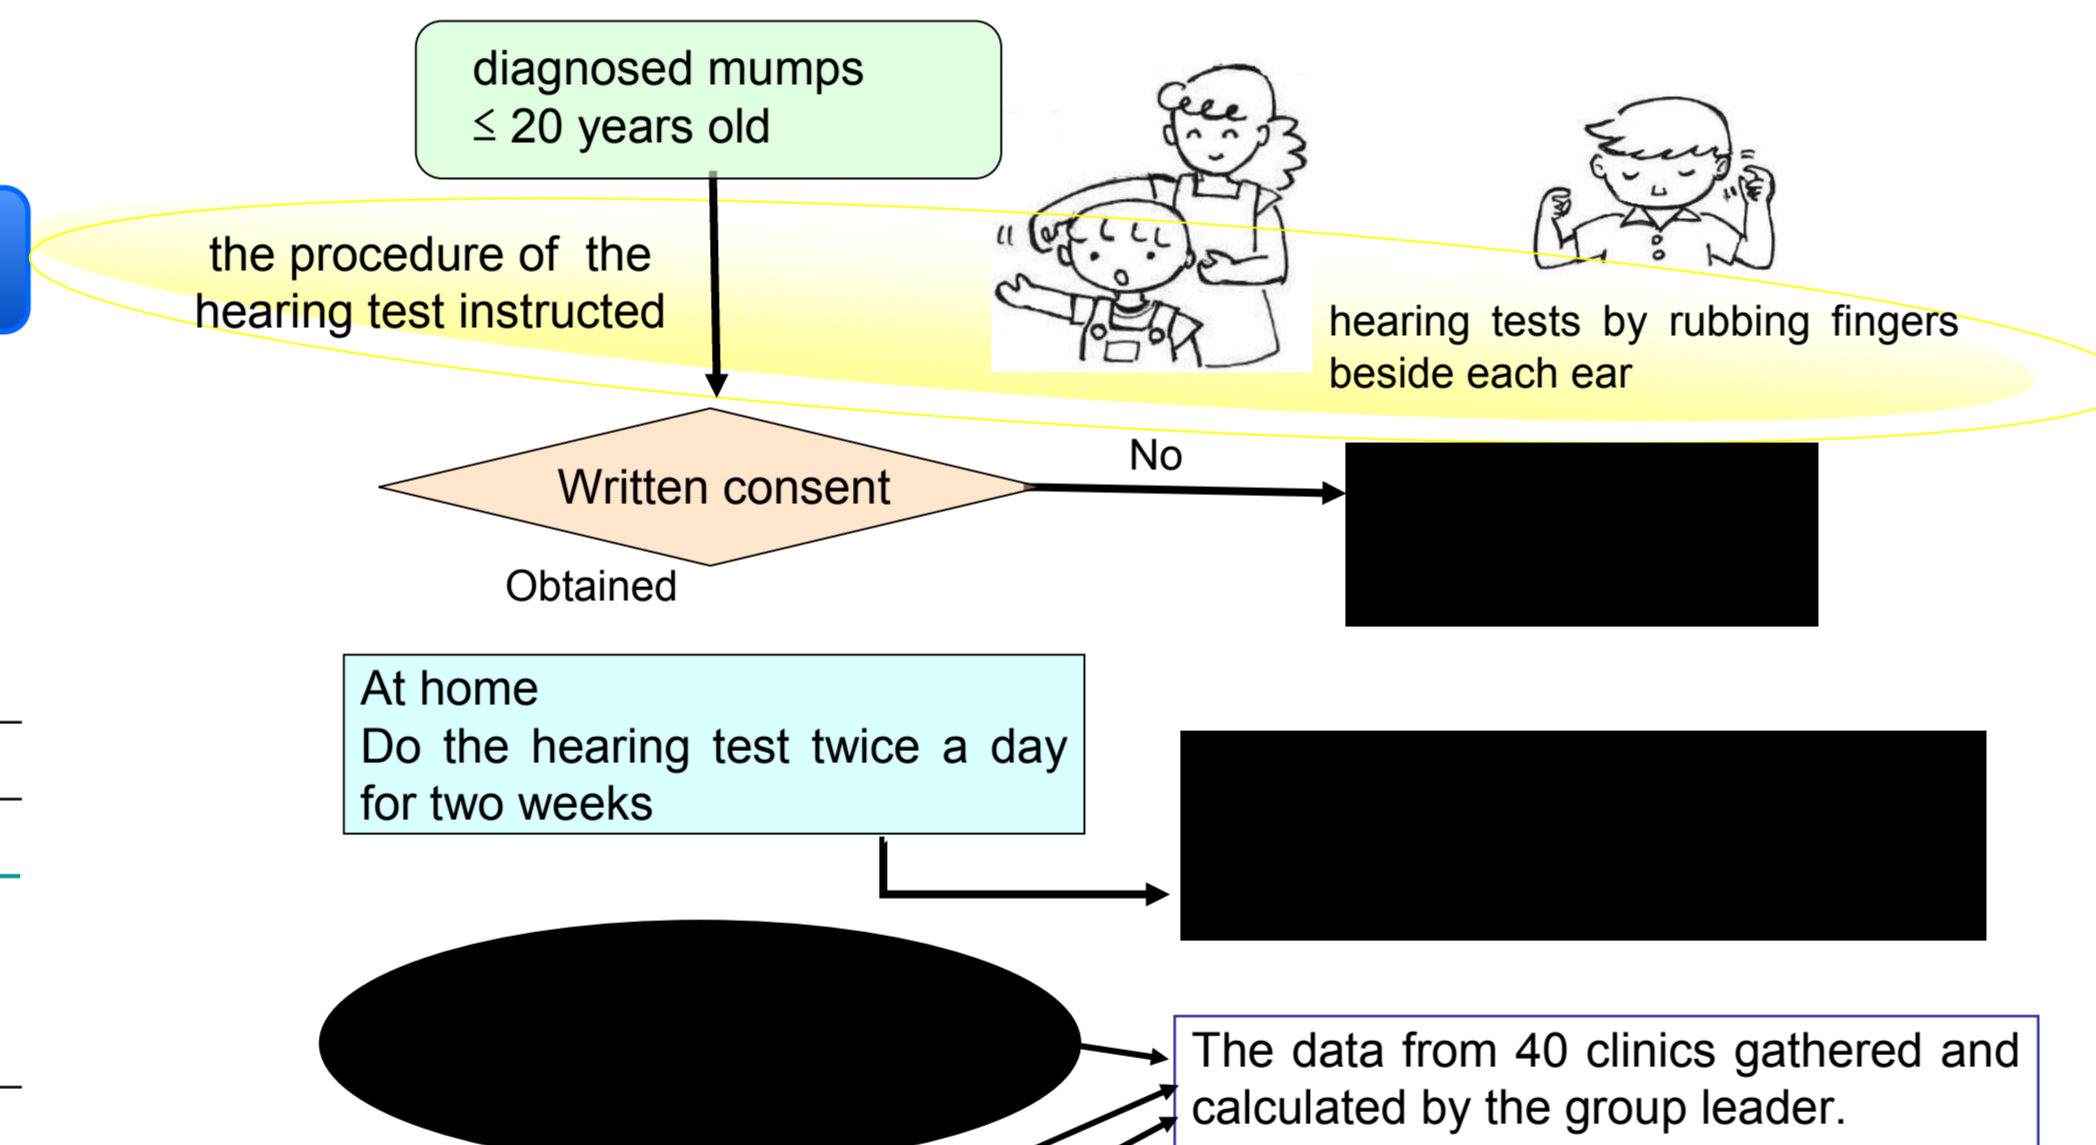 diagnosed mumps
≤ 20 years old
the procedure of the
hearing test instructed
hearing tests by rubbing fingers
beside each ear
Written consent
No
Obtained
At home
Do the hearing test twice a day
for two weeks
The data from 40 clinics gathered and
calculated by the group leader.